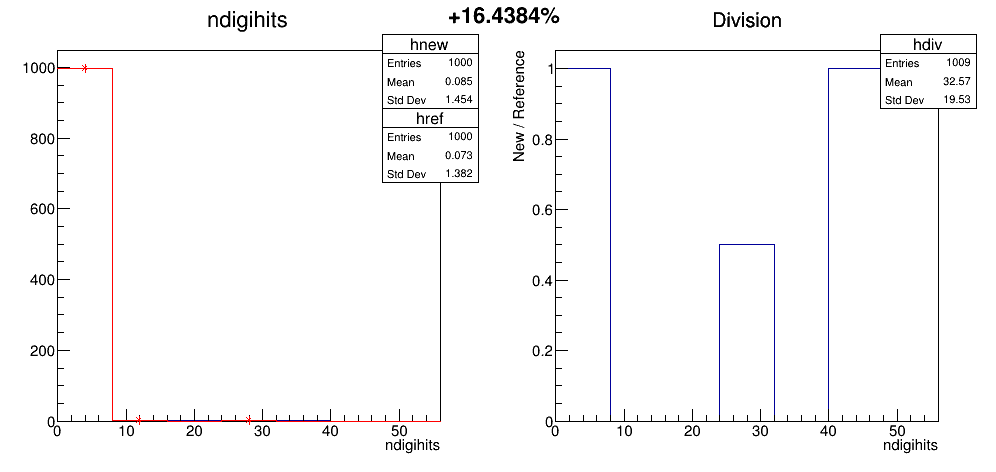 +16.4384%
ndigihits
hnew
Entries 1000
Mean 0.085
Std Dev 1.454
href
Entries 1000
Mean 0.073
Std Dev 1.382
1000
800
600
400
200
0
0 10 20 30 40 50
ndigihits
Division
hdiv
Entries 1009
Mean 32.57
Std Dev 19.53
New / Reference
1
0.8
0.6
0.4
0.2
0
0 10 20 30 40 50
ndigihits